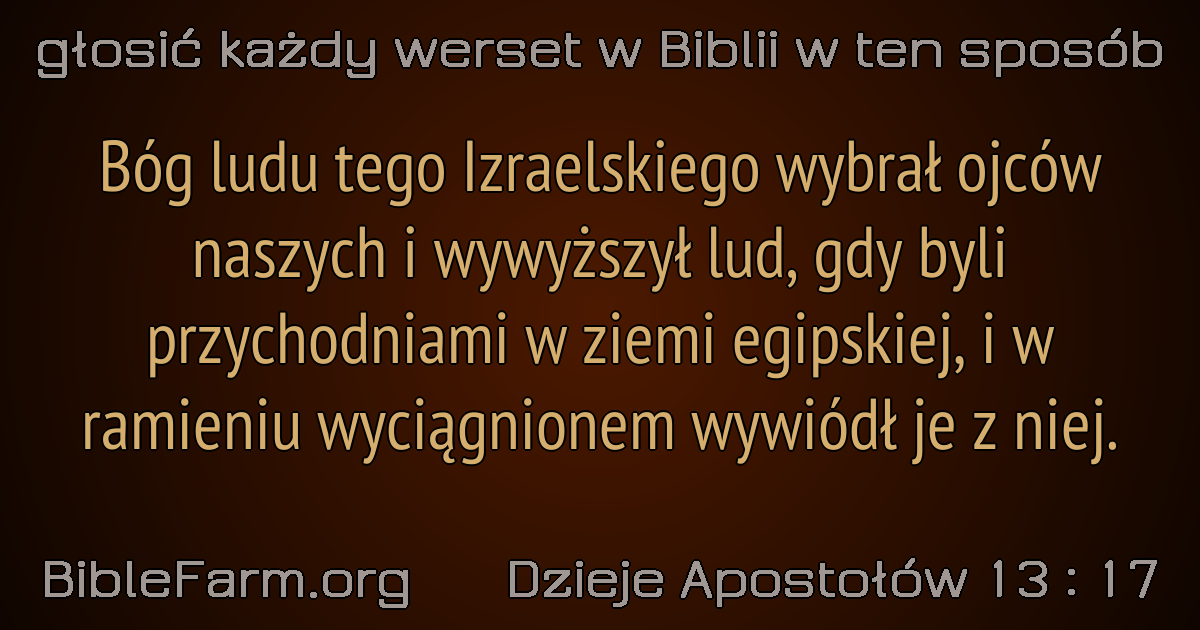 głosić każdy werset w Biblii w ten sposób
Bóg ludu tego Izraelskiego wybrał ojców
naszych i wywyższył lud, gdy byli
przychodniami w ziemi egipskiej, i w
ramieniu wyciągnionem wywiódł je z niej.
BibleFarm.org Dzieje Apostołów 13 : 17